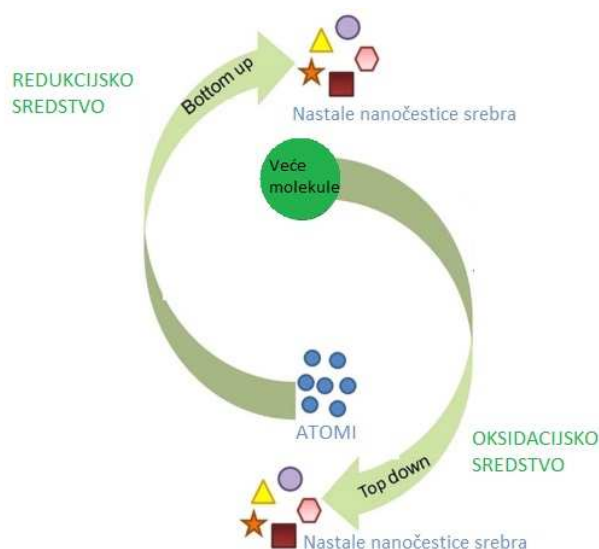 REDUKCIJSKO
SREDSTVO
Bottom up
Nastale nanočestice srebra
Veće
molekule
ATOMI
OKSIDACIJSKO
SREDSTVO
Top down
Nastale nanočestice srebra